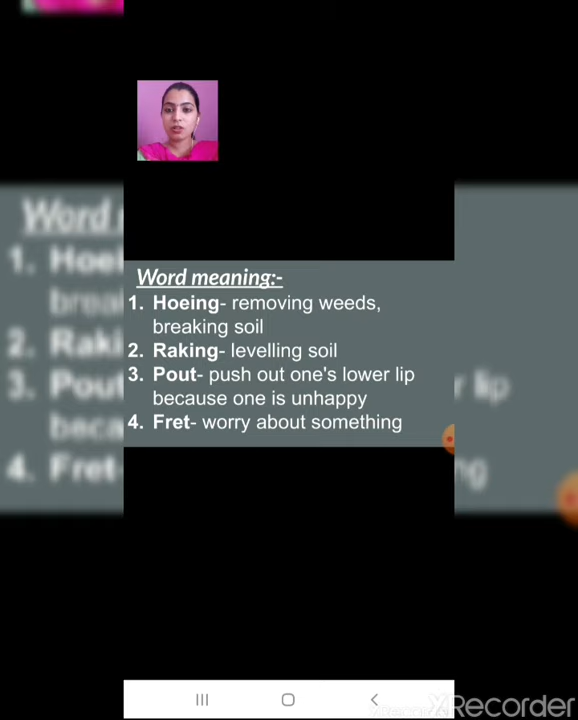 Word meaning:-
1. Hoeing- removing weeds,
breaking soil
2. Raking- levelling soil
3. Pout- push out one's lower lip
because one is unhappy
4. Fret- worry about something
XRecorder